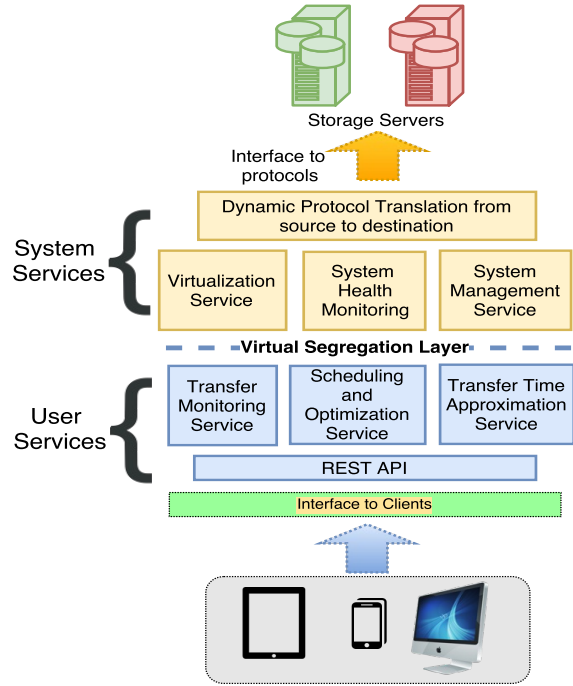 Storage Servers
Interface to
protocols
Dynamic Protocol Translation from
source to destination
System
Services
Virtualization
Service
System
Health
Monitoring
System
Management
Service
Virtual Segregation Layer
User
Services
Transfer
Monitoring
Service
Scheduling
and
Optimization
Service
Transfer Time
Approximation
Service
REST API
Interface to Clients